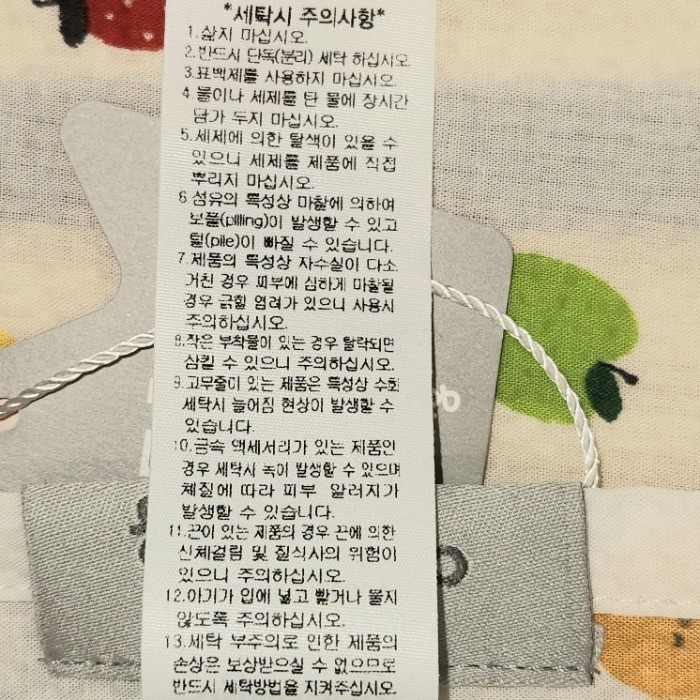 *세탁시 주의사항*
1.삶지 마십시오.
2.반드시 단독(분리) 세탁 하십시오.
3.표백제를 사용하지 마십시오.
4.물이나 세제를 탄 물에 장시간
담가 두지 마십시오.
5.세제에 의한 탈색이 있을 수
있으니 세제를 제품에 직접
뿌리지 마십시오.
6.섬유의 특성상 마찰에 의하여
보풀(pilling)이 발생할 수 있고
털(pile)이 빠질 수 있습니다.
7.제품의 특성상 자수실이 다소
거친 경우 피부에 심하게 마찰될
경우 긁힐 염려가 있으니 사용시
주의하십시오.
8.작은 부착물이 있는 경우 탈락되면
삼킬 수 있으니 주의하십시오.
9.고무줄이 있는 제품은 특성상 수회
세탁시 늘어짐 현상이 발생할 수
있습니다.
10.금속 액세서리가 있는 제품인
경우 세탁시 녹이 발생할 수 있으며
체질에 따라 피부 알러지가
발생할 수 있습니다.
11.끈이 있는 제품의 경우 끈에 의한
신체걸림 및 질식사의 위험이
있으니 주의하십시오.
12.아기가 입에 넣고 빨거나 물지
않도록 주의하십시오.
13.세탁 부주의로 인한 제품의
손상은 보상받으실 수 없으므로
반드시 세탁방법을 지켜주십시오.